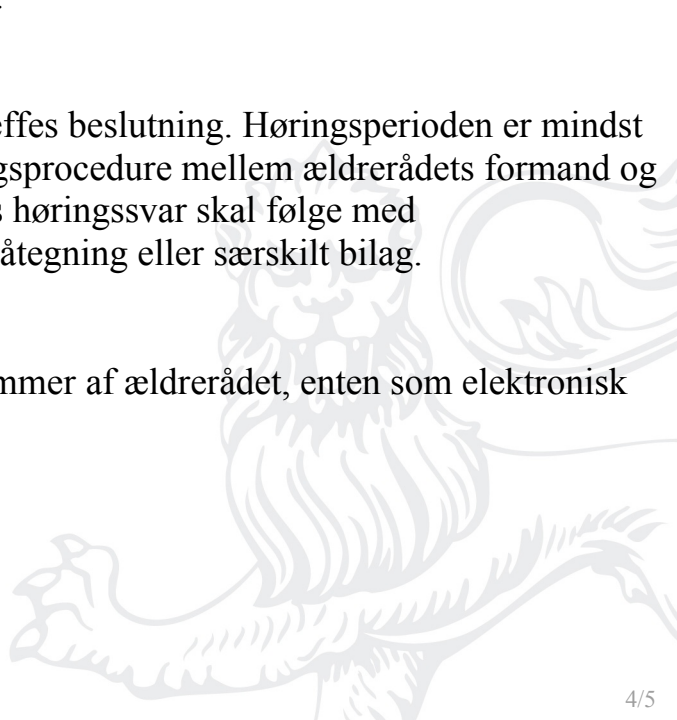 effes beslutning. Høringsperioden er mindst
gsprocedure mellem ældrerådets formand og
s høringssvar skal følge med
åtegning eller særskilt bilag.
mmer af ældrerådet, enten som elektronisk
4/5